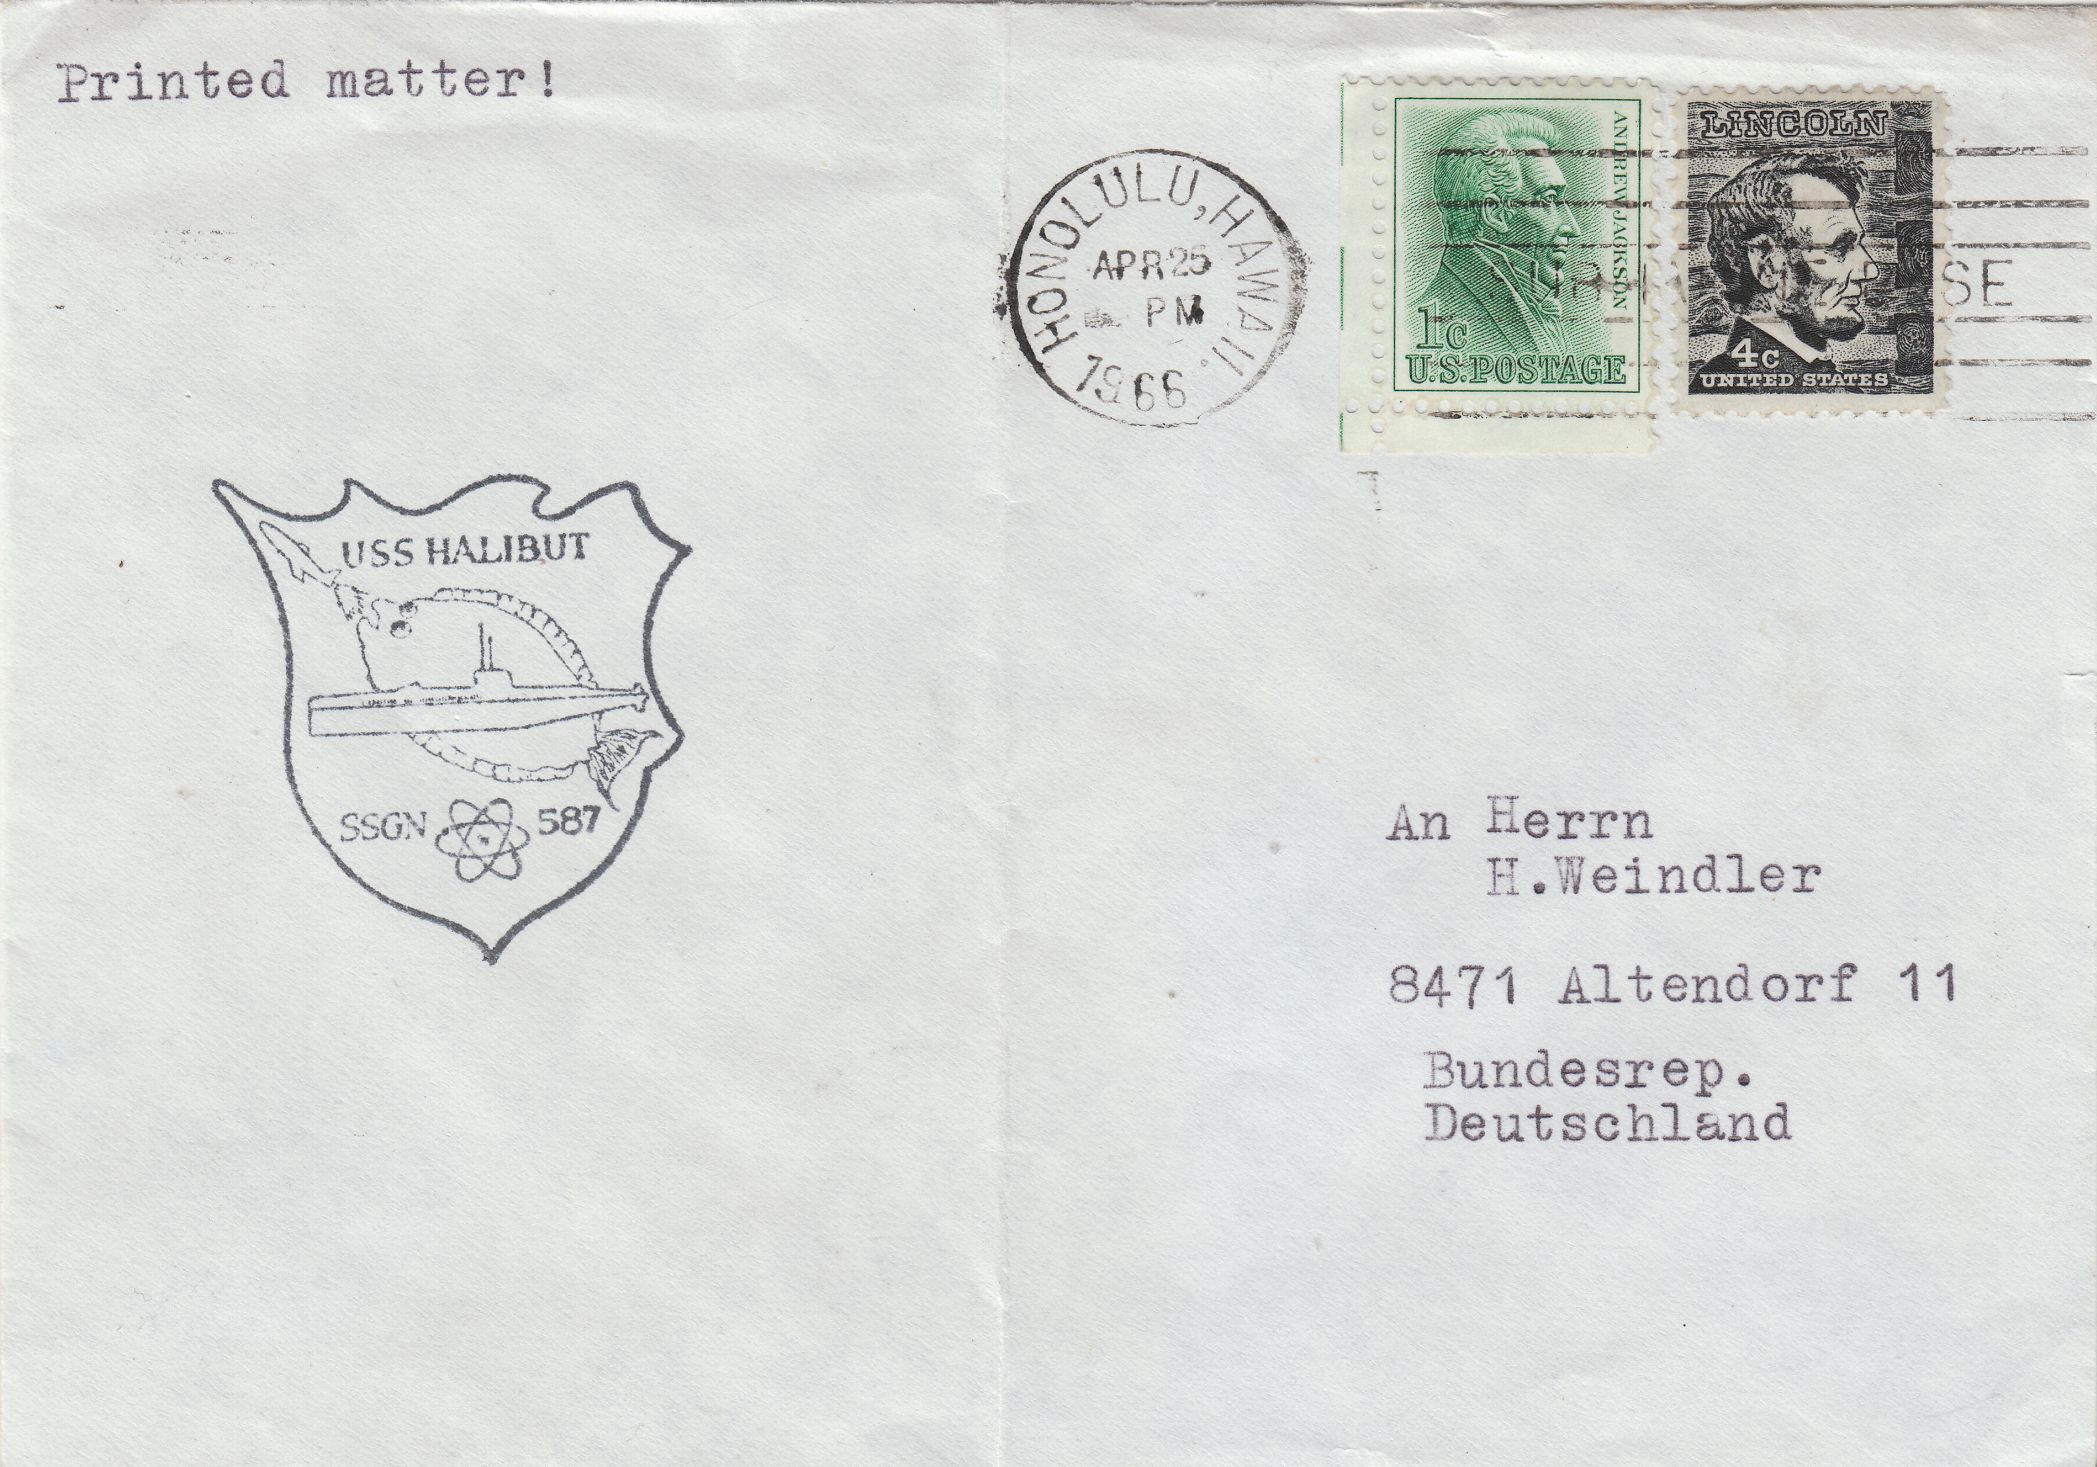 Printed matter!
HONOLULU, HAWAII.
APR 25
PM
1966
ANDREW JACKSON
1c
U.S. POSTAGE
LINCOLN
4c
UNITED STATES
USS HALIBUT
SSGN 587
An Herrn
H.Weindler
8471 Altendorf 11
Bundesrep.
Deutschland